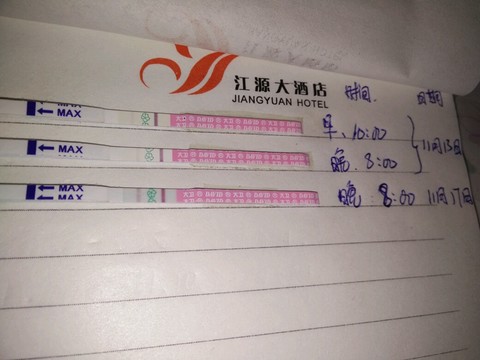 江源大酒店
JIANGYUAN HOTEL
时间 日期
MAX
早、10:00
MAX
晚 8:00
11月13日
MAX
MAX
晚 8:00 11月17日